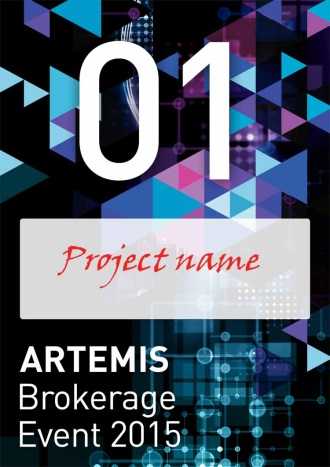 01
Project name
ARTEMIS
Brokerage
Event 2015